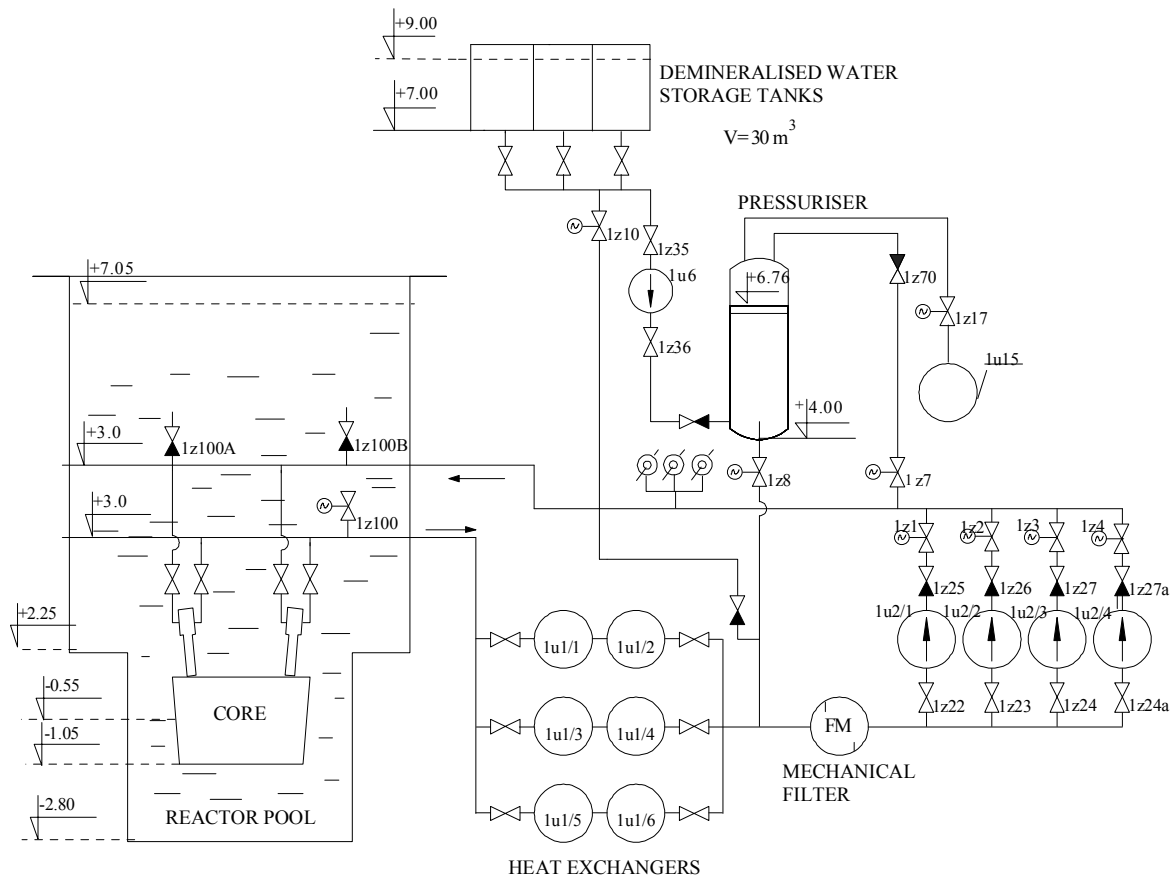 +9.00
+7.00
DEMINERALISED WATER
STORAGE TANKS
V=30 m³
PRESSURISER
1z10
1z35
1u6
+6.76
1z70
1z17
1z36
1u15
+7.05
+4.00
1z100A
1z100B
+3.0
1z8
1z7
+3.0
1z100
1z1
1z2
1z3
1z4
1z25
1z26
1z27
1z27a
1u2/1
1u2/2
1u2/3
1u2/4
+2.25
1u1/1
1u1/2
1z22
1z23
1z24
1z24a
-0.55
CORE
1u1/3
1u1/4
FM
-1.05
MECHANICAL
FILTER
-2.80
REACTOR POOL
1u1/5
1u1/6
HEAT EXCHANGERS